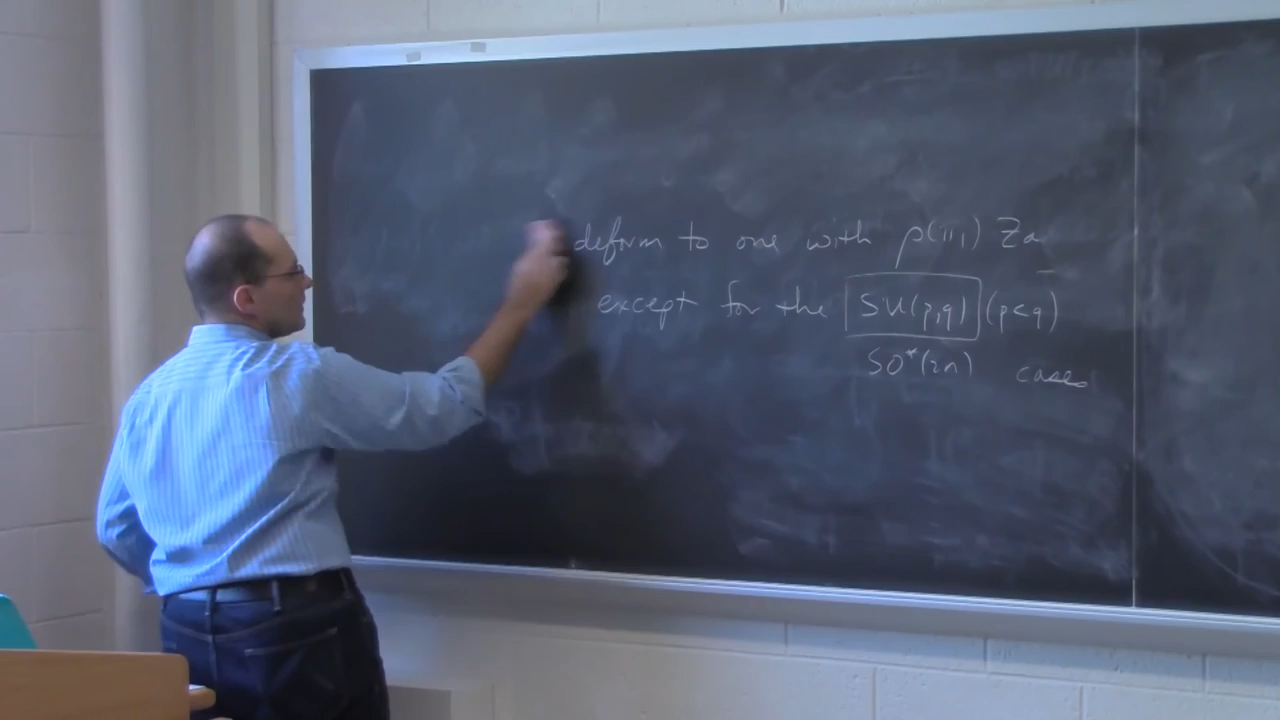 deform to one with ρ(π₁) Za
except for the SU(p,q) (p<q)
SO*(2n) cases